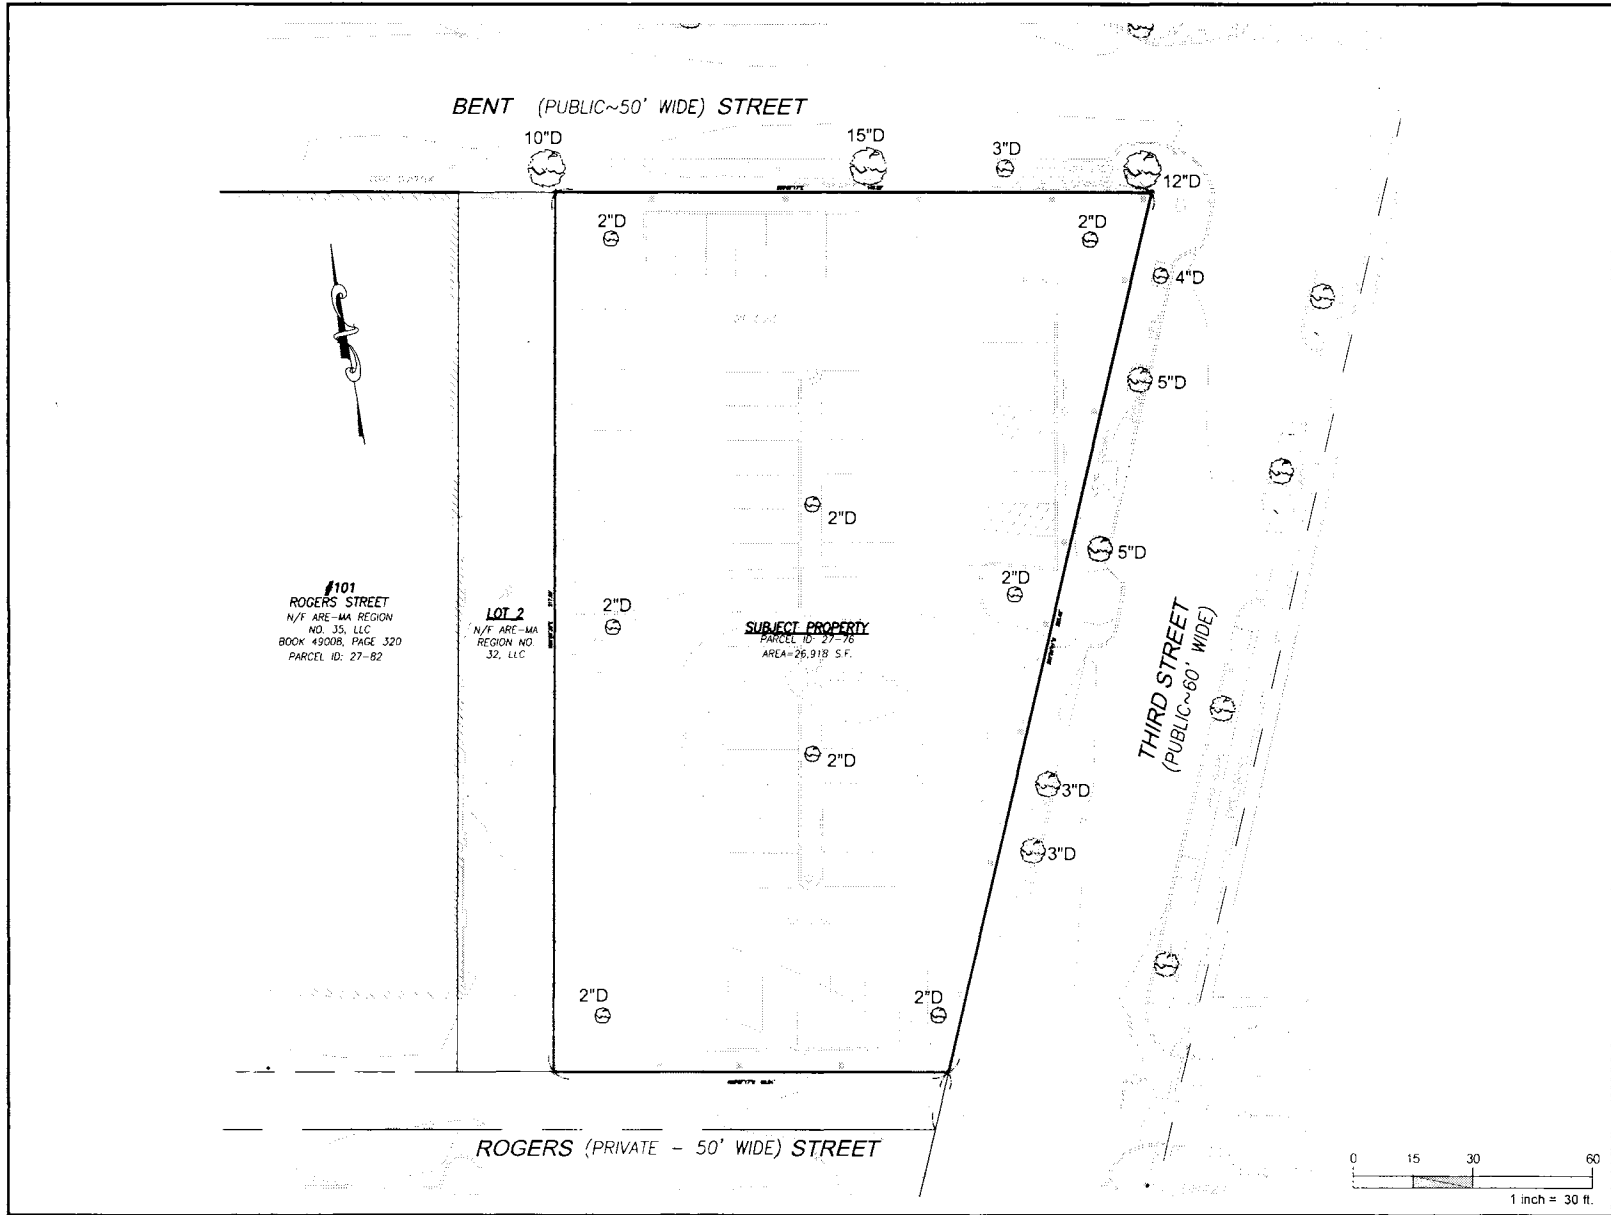 BENT (PUBLIC~50' WIDE) STREET
10"D
15"D
3"D
12"D
2"D
2"D
4"D
5"D
2"D
5"D
2"D
2"D
#101
ROGERS STREET
N/F ARE-MA REGION
NO. 35, LLC
BOOK 49008, PAGE 320
PARCEL ID: 27-82
LOT 2
N/F ARE-MA
REGION NO.
32, LLC
SUBJECT PROPERTY
PARCEL ID: 27-76
AREA=26,918 S.F.
THIRD STREET
(PUBLIC~60' WIDE)
2"D
3"D
3"D
2"D
2"D
ROGERS (PRIVATE - 50' WIDE) STREET
0 15 30 60
1 inch = 30 ft.